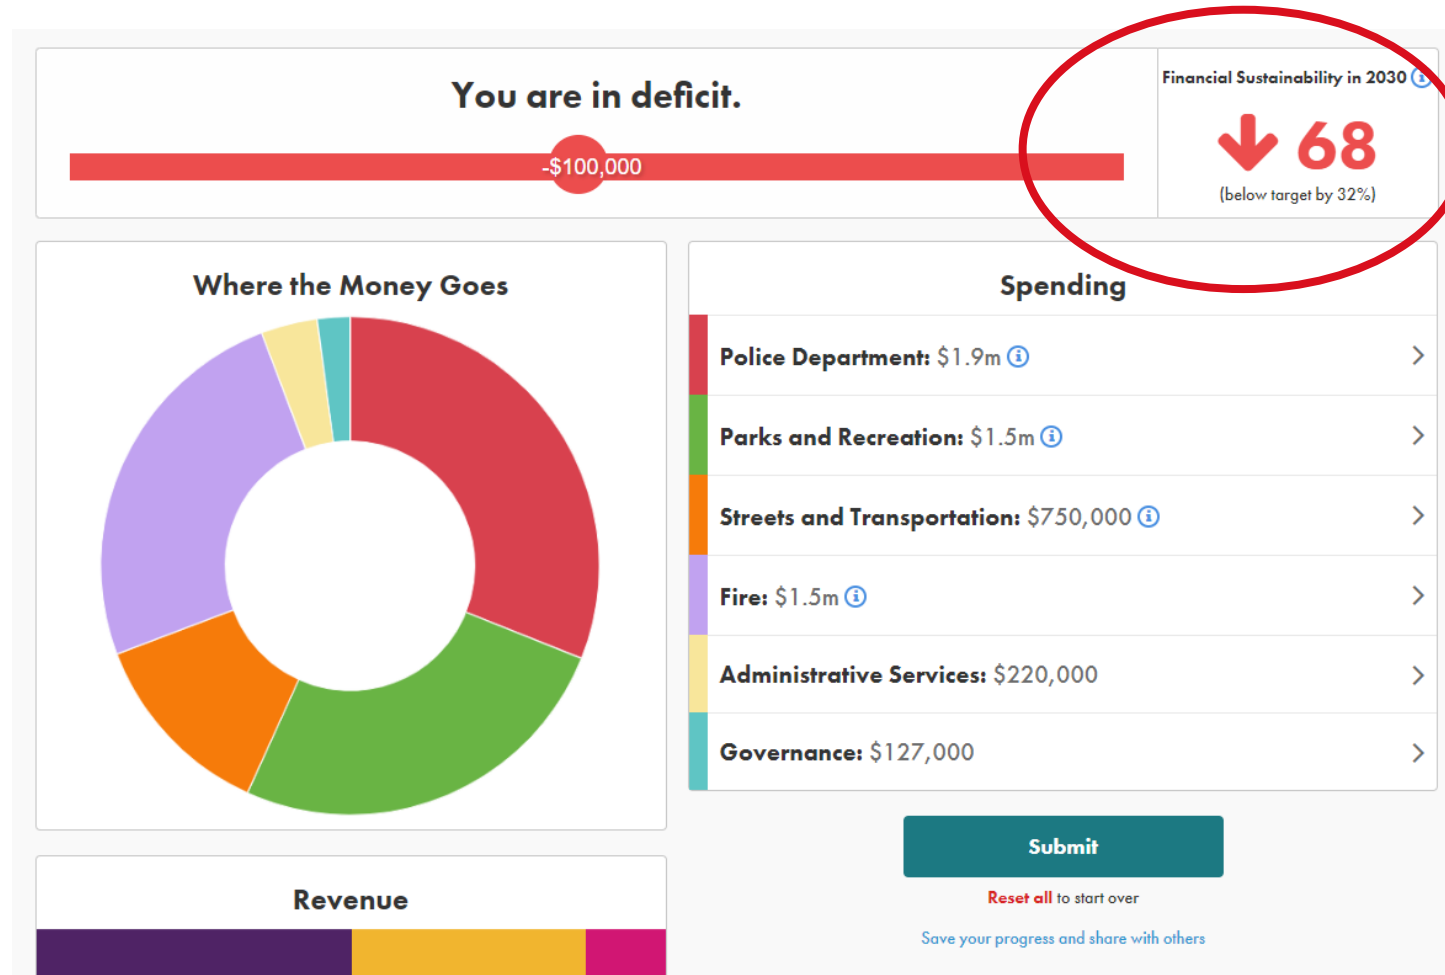 You are in deficit.
-$100,000
Financial Sustainability in 2030
68
(below target by 32%)
Where the Money Goes
Spending
Police Department: $1.9m
Parks and Recreation: $1.5m
Streets and Transportation: $750,000
Fire: $1.5m
Administrative Services: $220,000
Governance: $127,000
Submit
Reset all to start over
Save your progress and share with others
Revenue